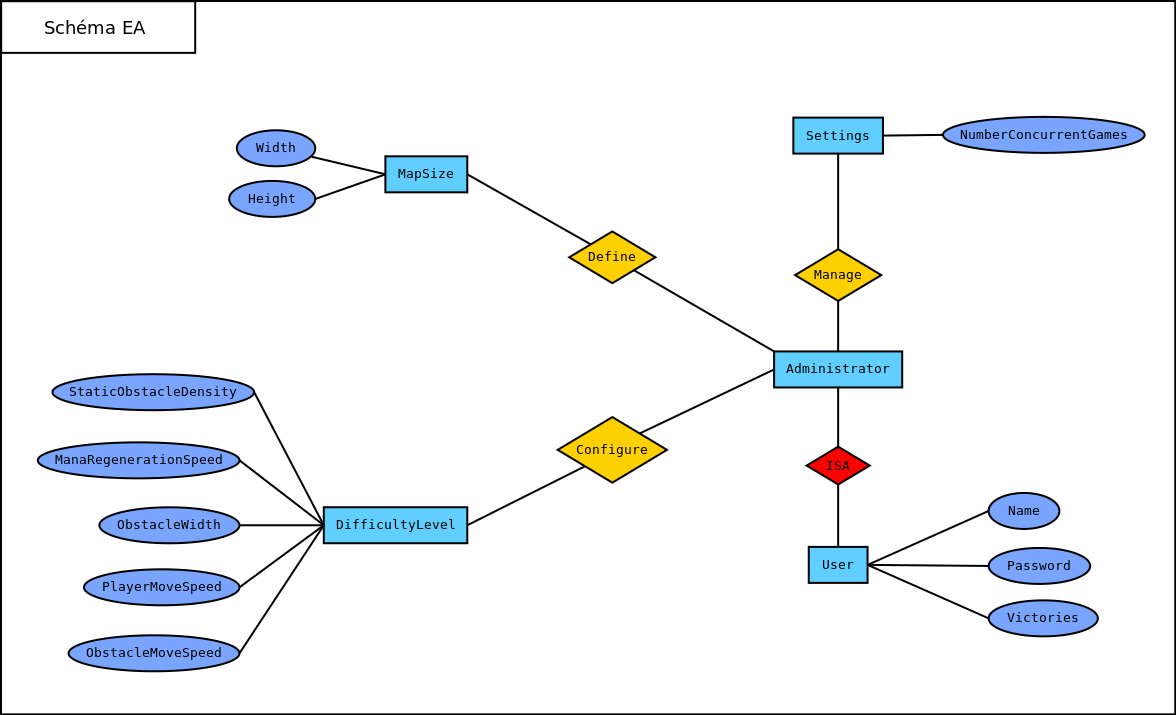 Schéma EA
Settings
NumberConcurrentGames
Width
MapSize
Height
Define
Manage
Administrator
StaticObstacleDensity
Configure
ManaRegenerationSpeed
ISA
Name
ObstacleWidth
DifficultyLevel
User
Password
PlayerMoveSpeed
Victories
ObstacleMoveSpeed